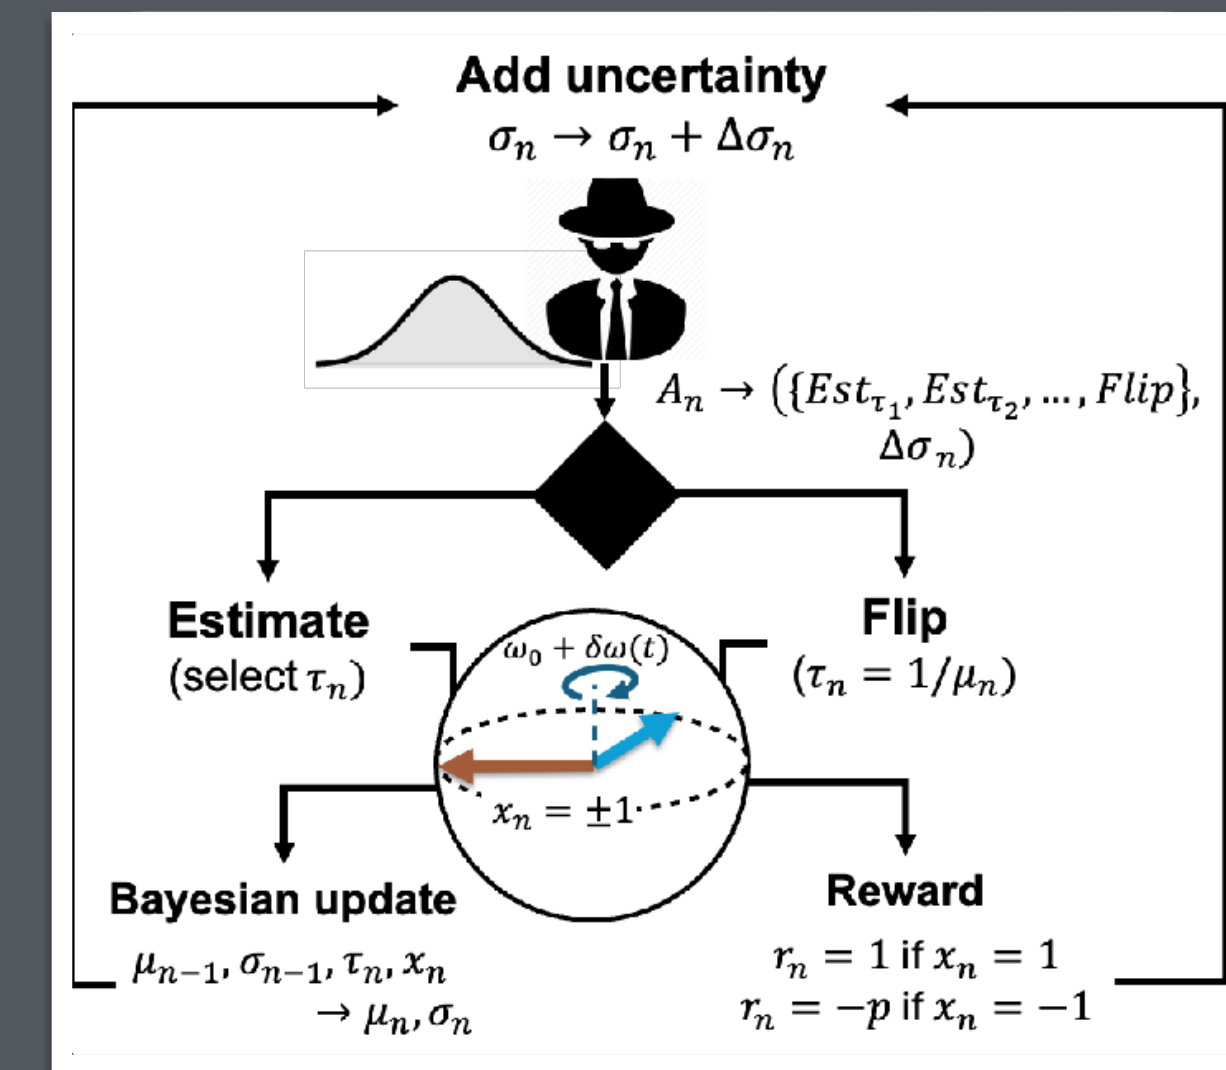 Add uncertainty
σₙ → σₙ + Δσₙ
Aₙ → ({Est_τ₁, Est_τ₂, …, Flip},
Δσₙ)
Estimate
(select τₙ)
Flip
(τₙ = 1/μₙ)
ω₀ + δω(t)
xₙ = ±1
Bayesian update
μₙ₋₁, σₙ₋₁, τₙ, xₙ
→ μₙ, σₙ
Reward
rₙ = 1 if xₙ = 1
rₙ = −p if xₙ = −1